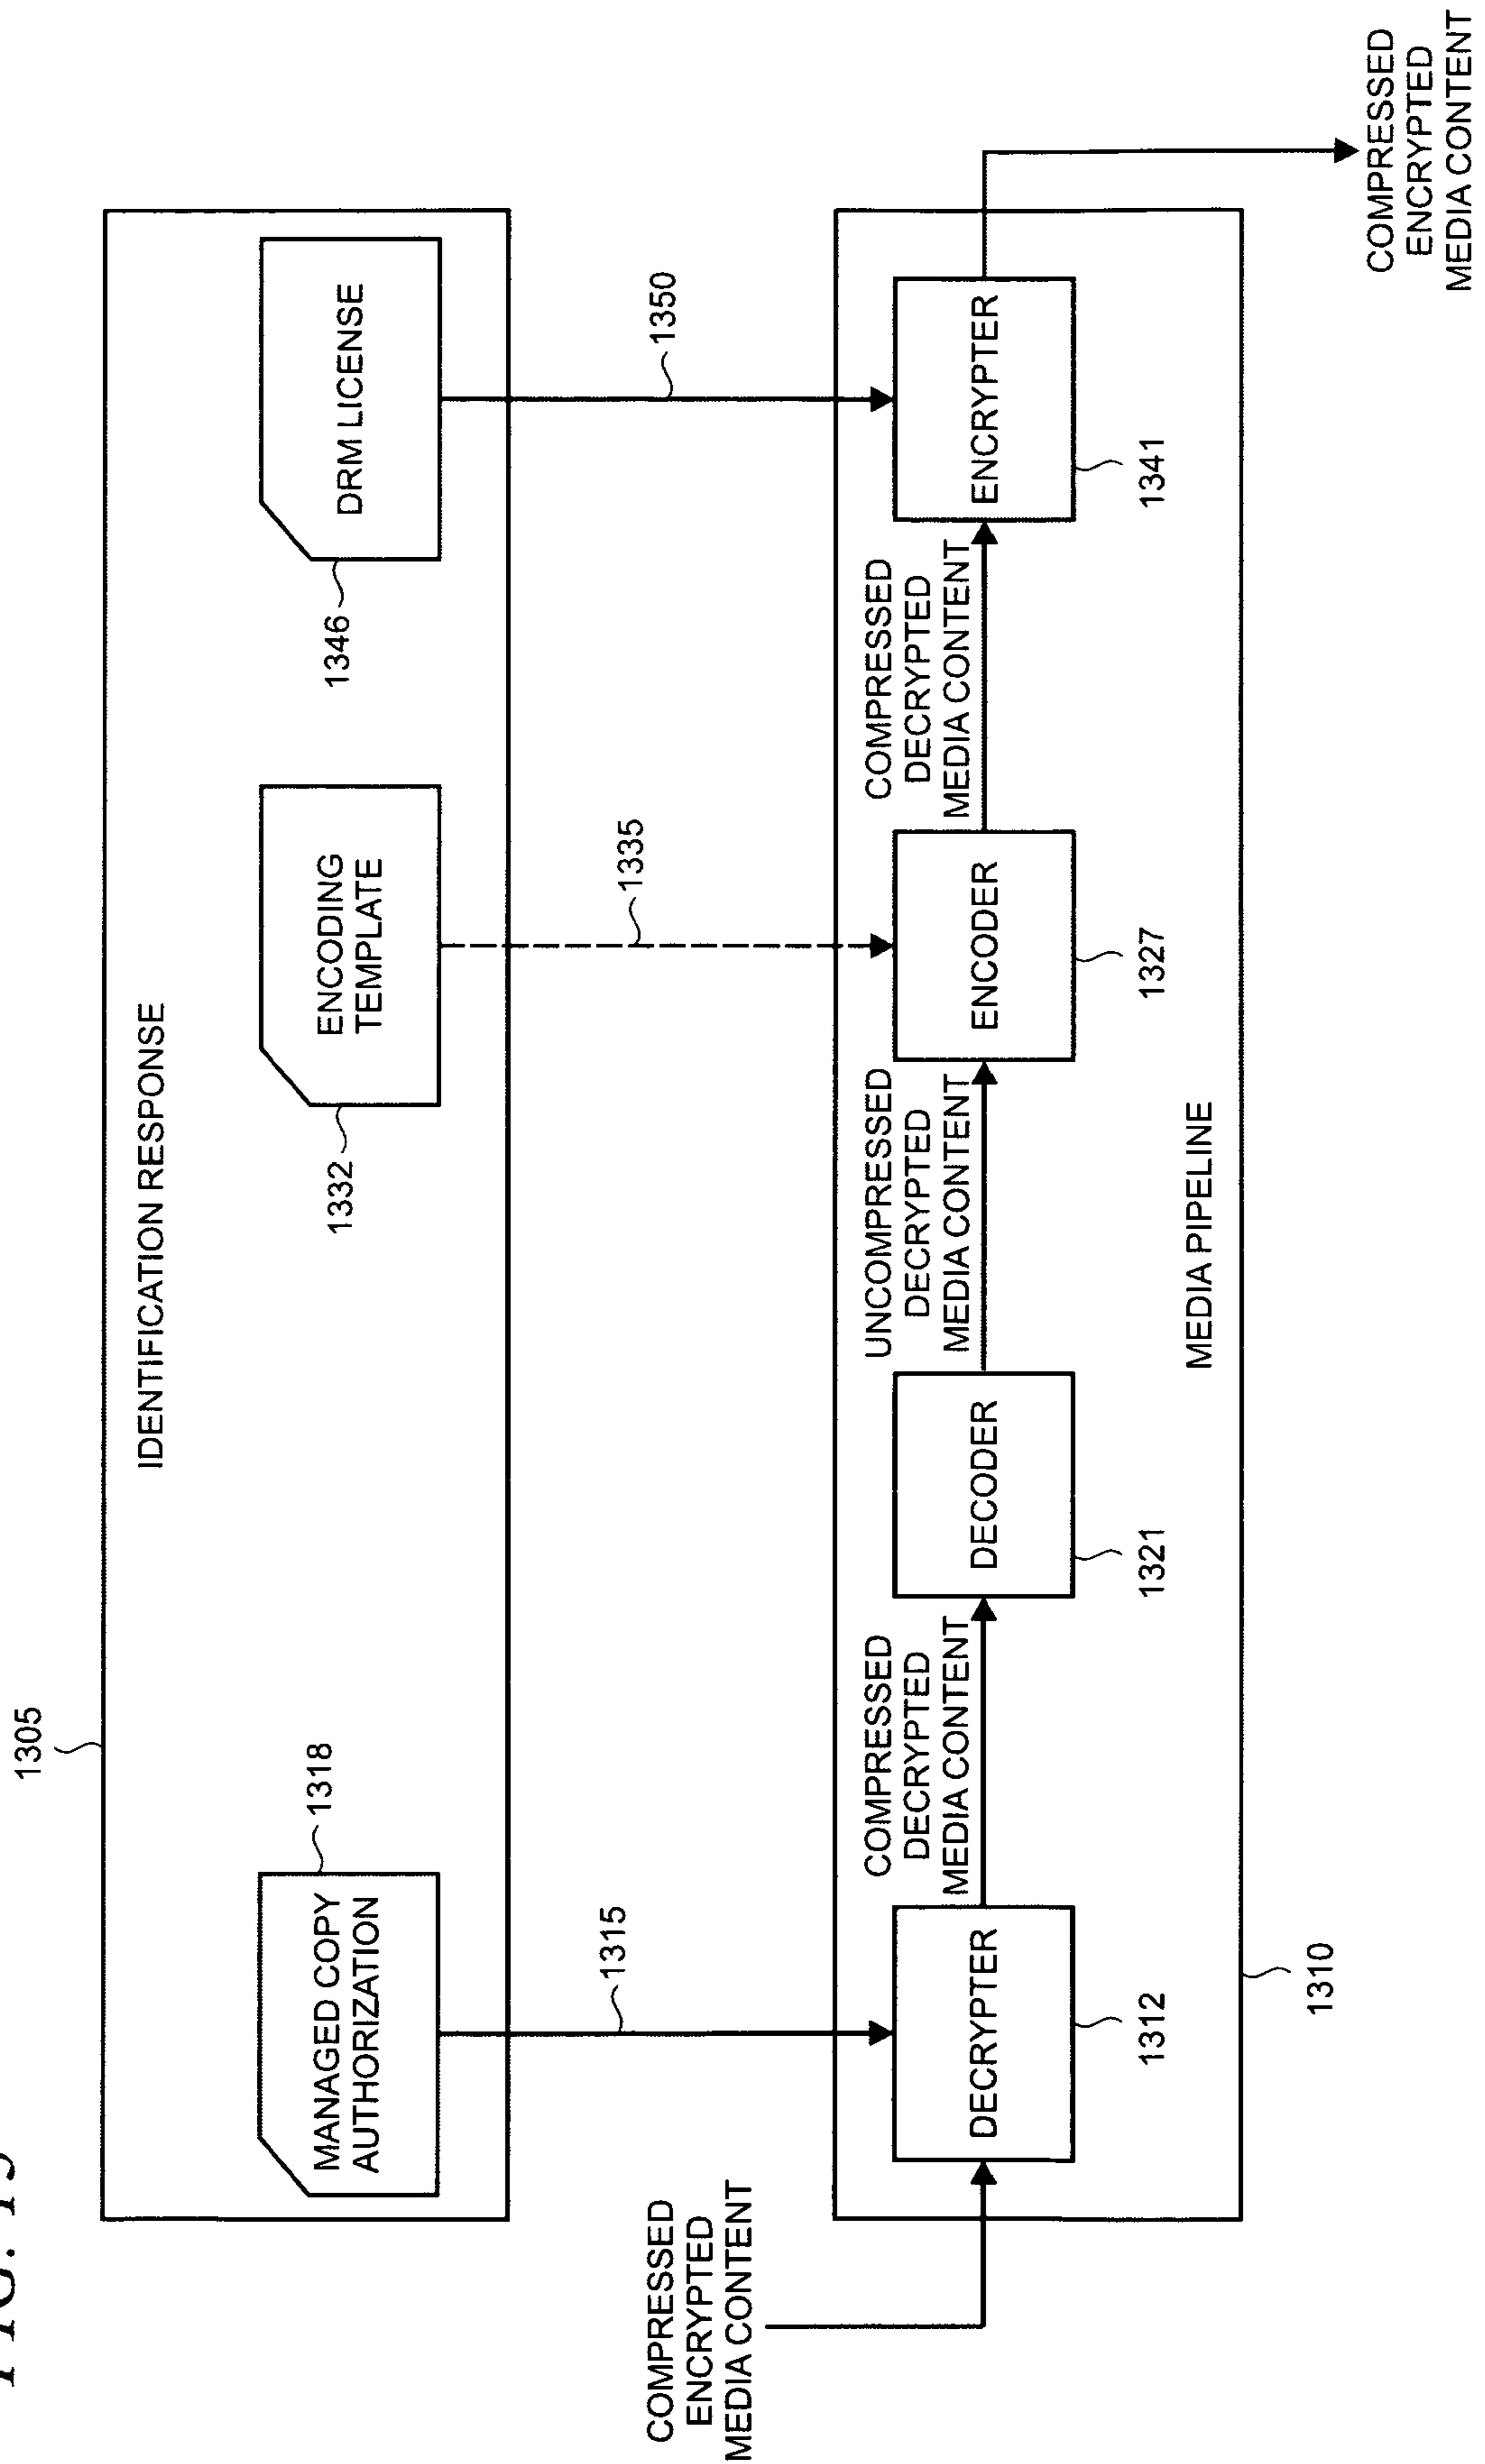 FIG. 13
1305
IDENTIFICATION RESPONSE
1318
MANAGED COPY
AUTHORIZATION
1332
ENCODING
TEMPLATE
1346
DRM LICENSE
1315
1335
1350
COMPRESSED
ENCRYPTED
MEDIA CONTENT
DECRYPTER
1312
COMPRESSED
DECRYPTED
MEDIA CONTENT
DECODER
1321
UNCOMPRESSED
DECRYPTED
MEDIA CONTENT
ENCODER
1327
COMPRESSED
DECRYPTED
MEDIA CONTENT
ENCRYPTER
1341
MEDIA PIPELINE
1310
COMPRESSED
ENCRYPTED
MEDIA CONTENT